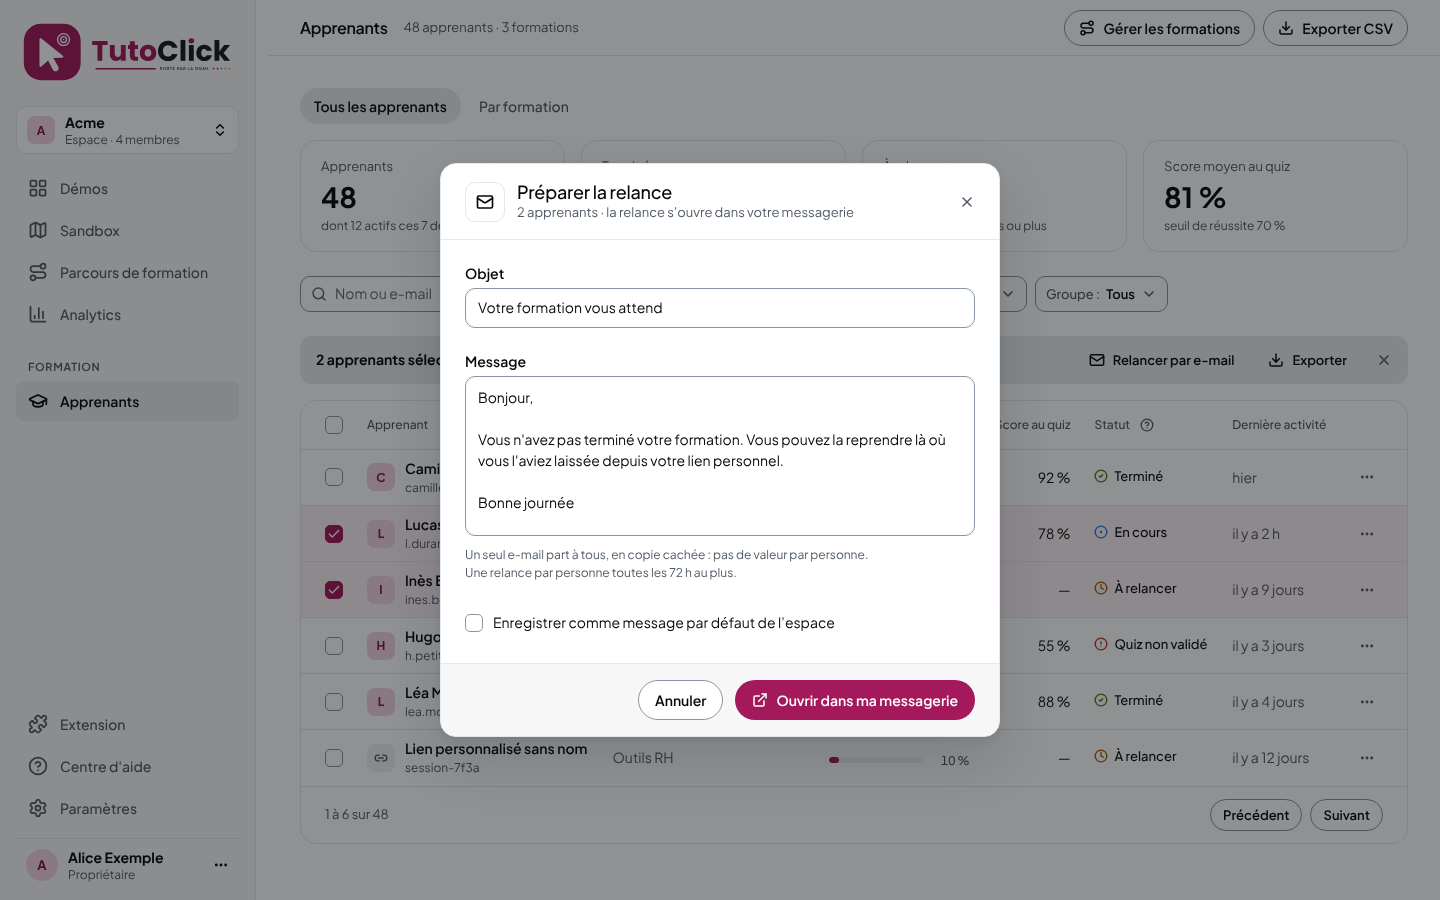 TutoClick
Apprenants
48 apprenants · 3 formations
Gérer les formations
Exporter CSV
A
Acme
Espace · 4 membres
Démos
Sandbox
Parcours de formation
Analytics
FORMATION
Apprenants
Extension
Centre d'aide
Paramètres
A
Alice Exemple
Propriétaire
Tous les apprenants
Par formation
Apprenants
48
dont 12 actifs ces 7
s ou plus
Score moyen au quiz
81 %
seuil de réussite 70 %
Nom ou e-mail
Groupe : Tous
2 apprenants
Relancer par e-mail
Exporter
Apprenant
Score au quiz
Statut
Dernière activité
C
Cami
camill
92 %
Terminé
hier
L
Lucas
l.duran
78 %
En cours
il y a 2 h
I
Inès
ines.b
—
À relancer
il y a 9 jours
H
Hugo
h.petit
55 %
Quiz non validé
il y a 3 jours
L
Léa
lea.mo
88 %
Terminé
il y a 4 jours
Lien personnalisé sans nom
session-7f3a
Outils RH
10 %
—
À relancer
il y a 12 jours
1 à 6 sur 48
Précédent
Suivant
Préparer la relance
2 apprenants · la relance s'ouvre dans votre messagerie
Objet
Votre formation vous attend
Message
Bonjour,
Vous n'avez pas terminé votre formation. Vous pouvez la reprendre là où
vous l'aviez laissée depuis votre lien personnel.
Bonne journée
Un seul e-mail part à tous, en copie cachée : pas de valeur par personne.
Une relance par personne toutes les 72 h au plus.
Enregistrer comme message par défaut de l'espace
Annuler
Ouvrir dans ma messagerie